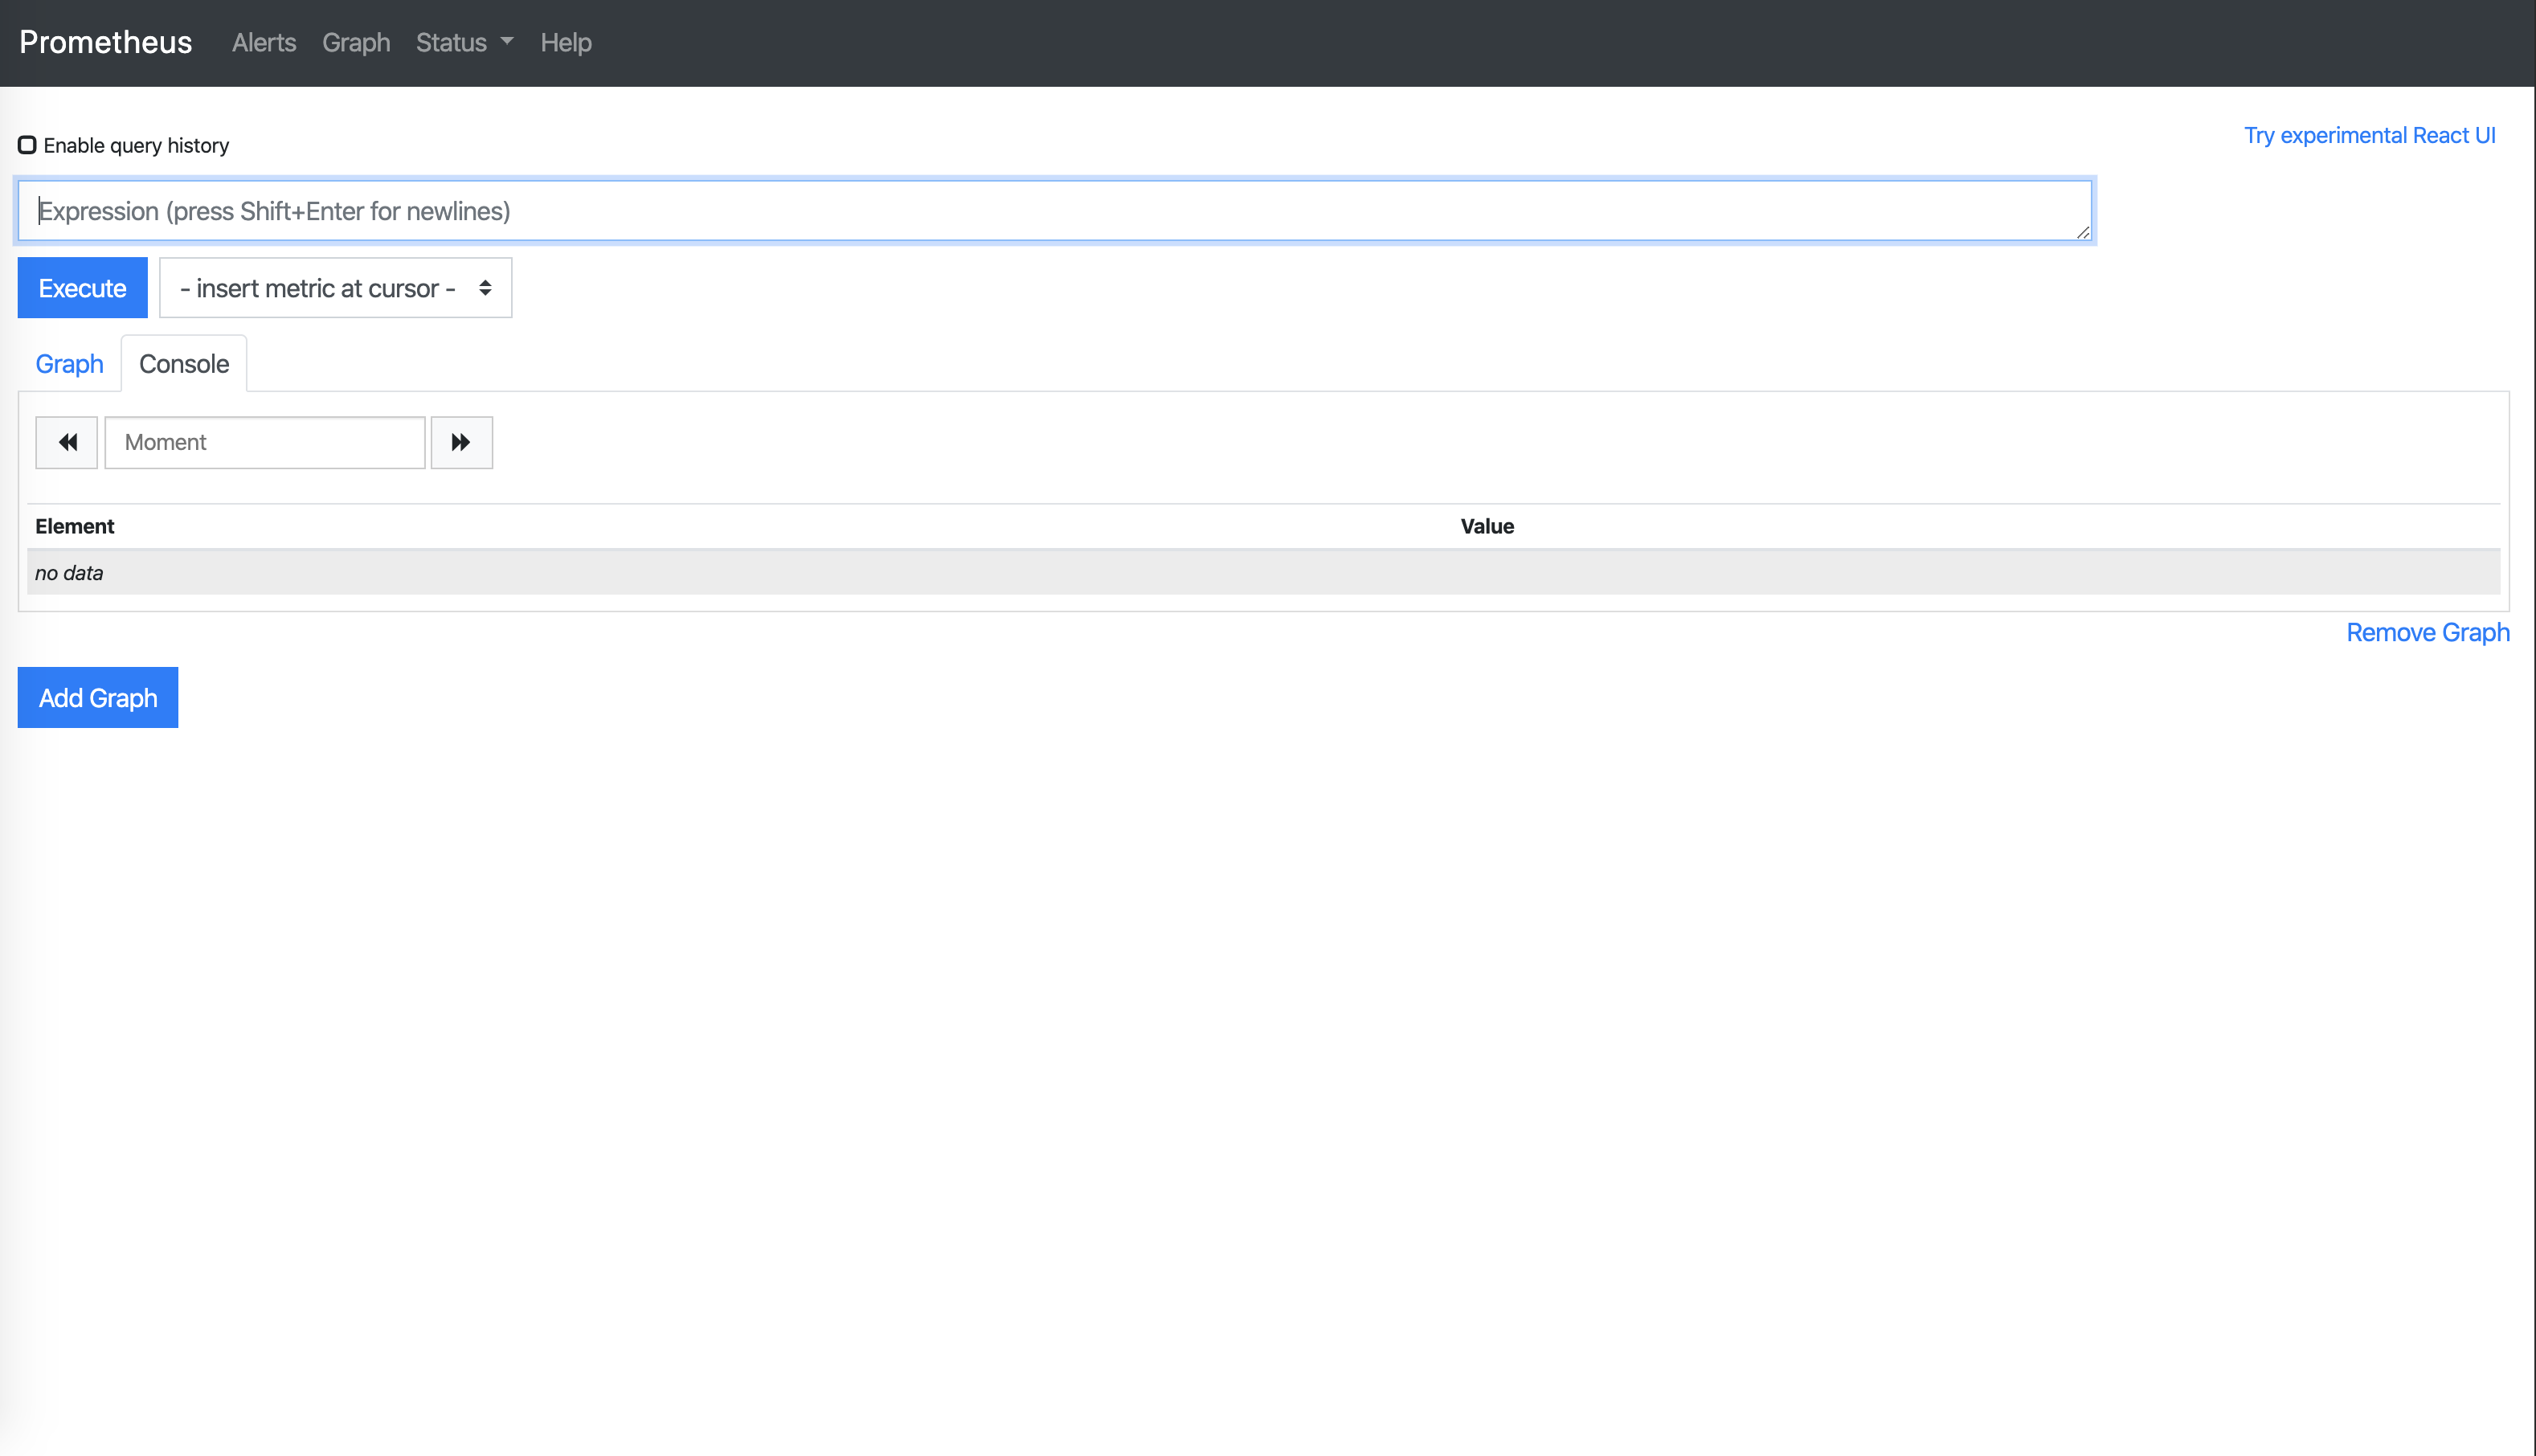 Prometheus Alerts Graph Status Help
Enable query history
Try experimental React UI
Expression (press Shift+Enter for newlines)
Execute - insert metric at cursor -
Graph Console
Moment
Element Value
no data
Remove Graph
Add Graph